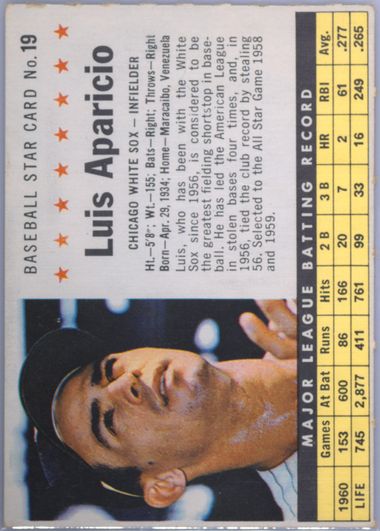 BASEBALL STAR CARD No. 19
Luis Aparicio
CHICAGO WHITE SOX – INFIELDER
Ht.—5'8"; Wt.—155; Bats—Right; Throws—Right
Born—Apr. 29, 1934; Home—Maracaibo, Venezuela
Luis, who has been with the White
Sox since 1956, is considered to be
the greatest fielding shortstop in base-
ball. He has led the American League
in stolen bases four times, and, in
1956, tied the club record by stealing
56. Selected to the All Star Game 1958
and 1959.
MAJOR LEAGUE BATTING RECORD
Games At Bat Runs Hits 2 B 3 B HR RBI Avg.
1960 153 600 86 166 20 7 2 61 .277
LIFE 745 2,877 411 761 99 33 16 249 .265